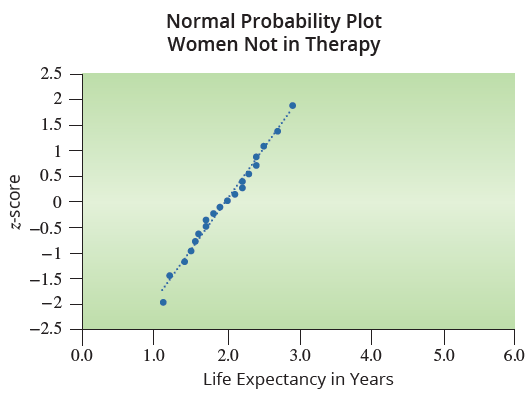 Normal Probability Plot
Women Not in Therapy
2.5
2
1.5
1
0.5
0
−0.5
−1
−1.5
−2
−2.5
z-score
0.0 1.0 2.0 3.0 4.0 5.0 6.0
Life Expectancy in Years